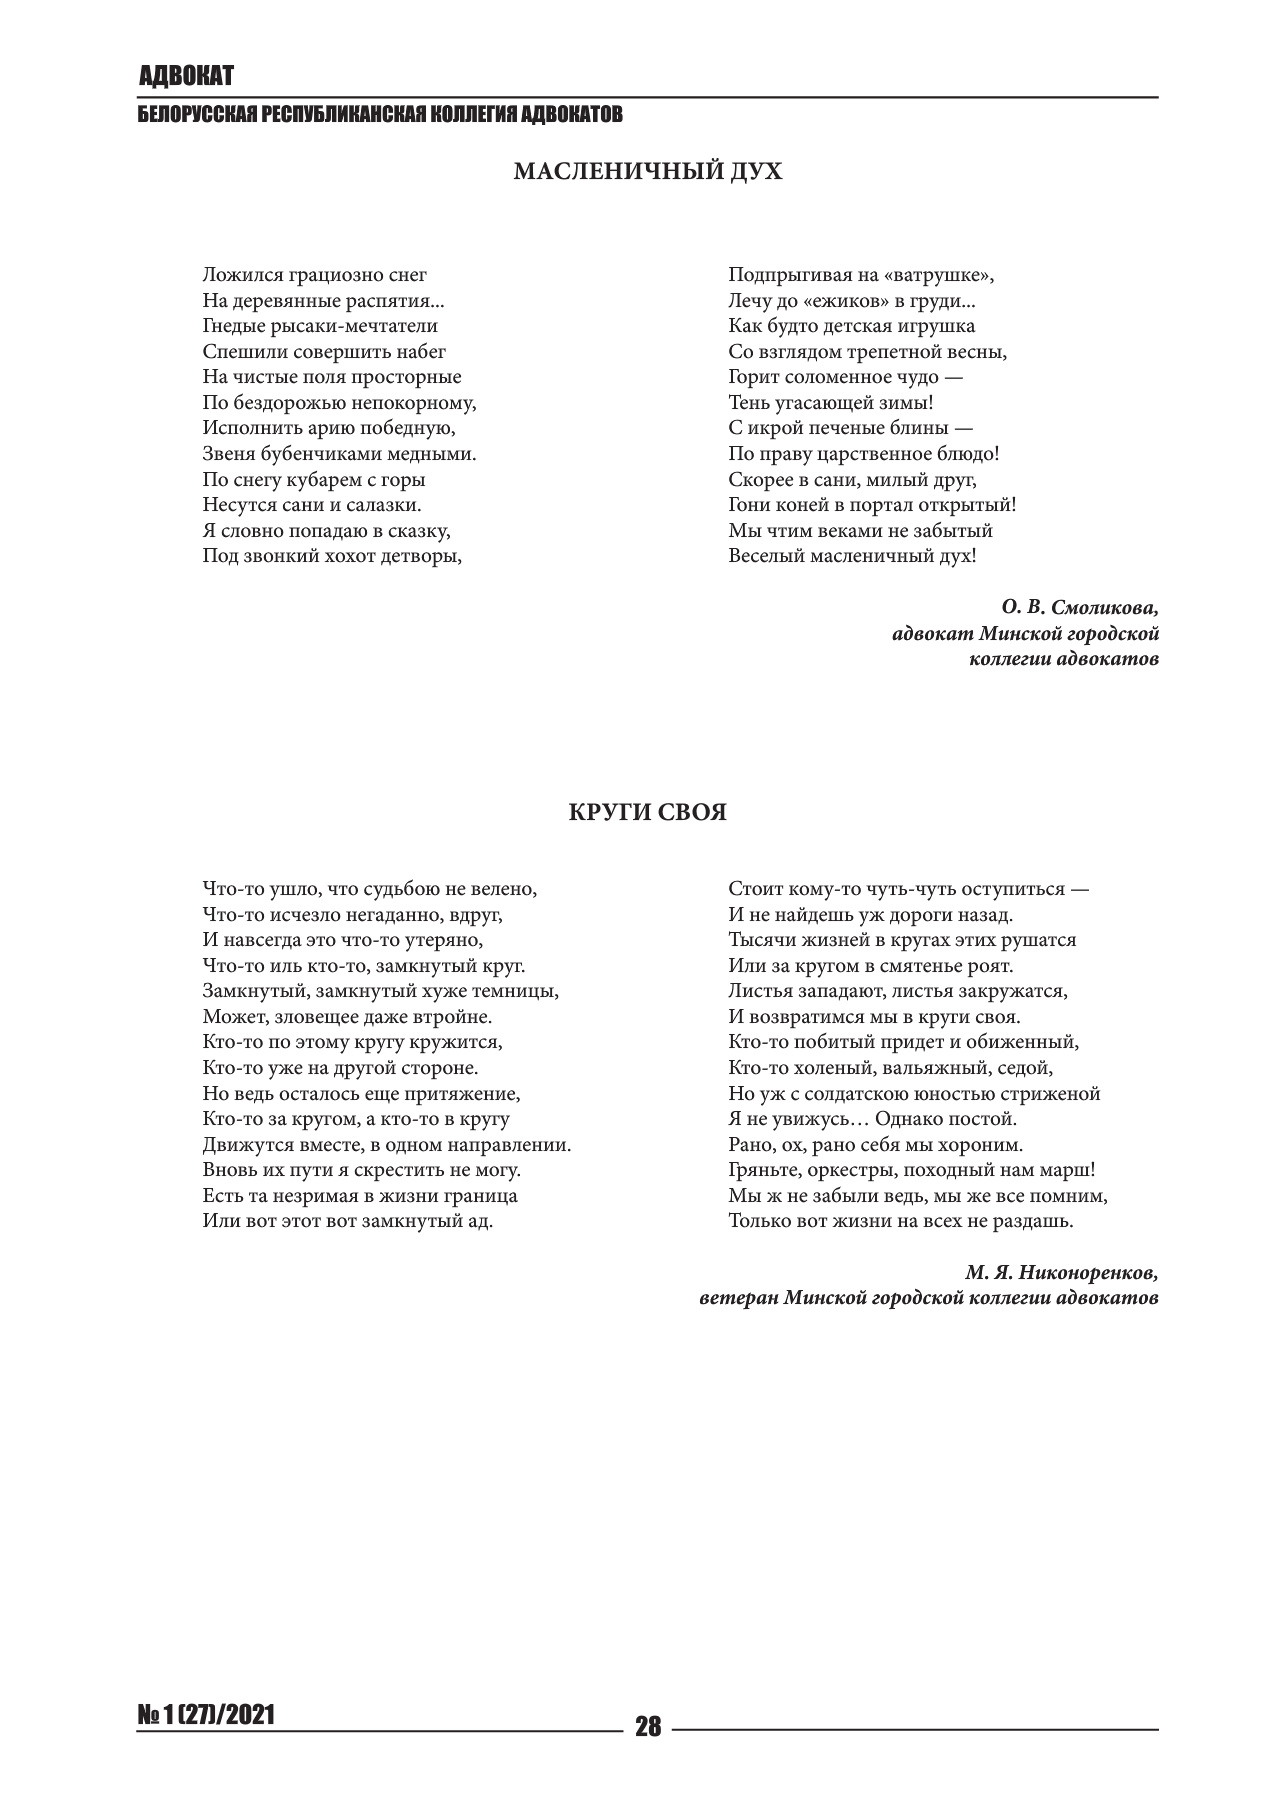 АДВОКАТ
БЕЛОРУССКАЯ РЕСПУБЛИКАНСКАЯ КОЛЛЕГИЯ АДВОКАТОВ
МАСЛЕНИЧНЫЙ ДУХ
Ложился грациозно снег
На деревянные распятия...
Гнедые рысаки-мечтатели
Спешили совершить набег
На чистые поля просторные
По бездорожью непокорному,
Исполнить арию победную,
Звеня бубенчиками медными.
По снегу кубарем с горы
Несутся сани и салазки.
Я словно попадаю в сказку,
Под звонкий хохот детворы,
Подпрыгивая на «ватрушке»,
Лечу до «ежиков» в груди...
Как будто детская игрушка
Со взглядом трепетной весны,
Горит соломенное чудо —
Тень угасающей зимы!
С икрой печеные блины —
По праву царственное блюдо!
Скорее в сани, милый друг,
Гони коней в портал открытый!
Мы чтим веками не забытый
Веселый масленичный дух!
О. В. Смоликова,
адвокат Минской городской
коллегии адвокатов
КРУГИ СВОЯ
Что-то ушло, что судьбою не велено,
Что-то исчезло негаданно, вдруг,
И навсегда это что-то утеряно,
Что-то иль кто-то, замкнутый круг.
Замкнутый, замкнутый хуже темницы,
Может, зловещее даже втройне.
Кто-то по этому кругу кружится,
Кто-то уже на другой стороне.
Но ведь осталось еще притяжение,
Кто-то за кругом, а кто-то в кругу
Движутся вместе, в одном направлении.
Вновь их пути я скрестить не могу.
Есть та незримая в жизни граница
Или вот этот вот замкнутый ад.
Стоит кому-то чуть-чуть оступиться —
И не найдешь уж дороги назад.
Тысячи жизней в кругах этих рушатся
Или за кругом в смятенье роят.
Листья западают, листья закружатся,
И возвратимся мы в круги своя.
Кто-то побитый придет и обиженный,
Кто-то холеный, вальяжный, седой,
Но уж с солдатскою юностью стриженой
Я не увижусь… Однако постой.
Рано, ох, рано себя мы хороним.
Гряньте, оркестры, походный нам марш!
Мы ж не забыли ведь, мы же все помним,
Только вот жизни на всех не раздашь.
М. Я. Никоноренков,
ветеран Минской городской коллегии адвокатов
№ 1 (27)/2021
28